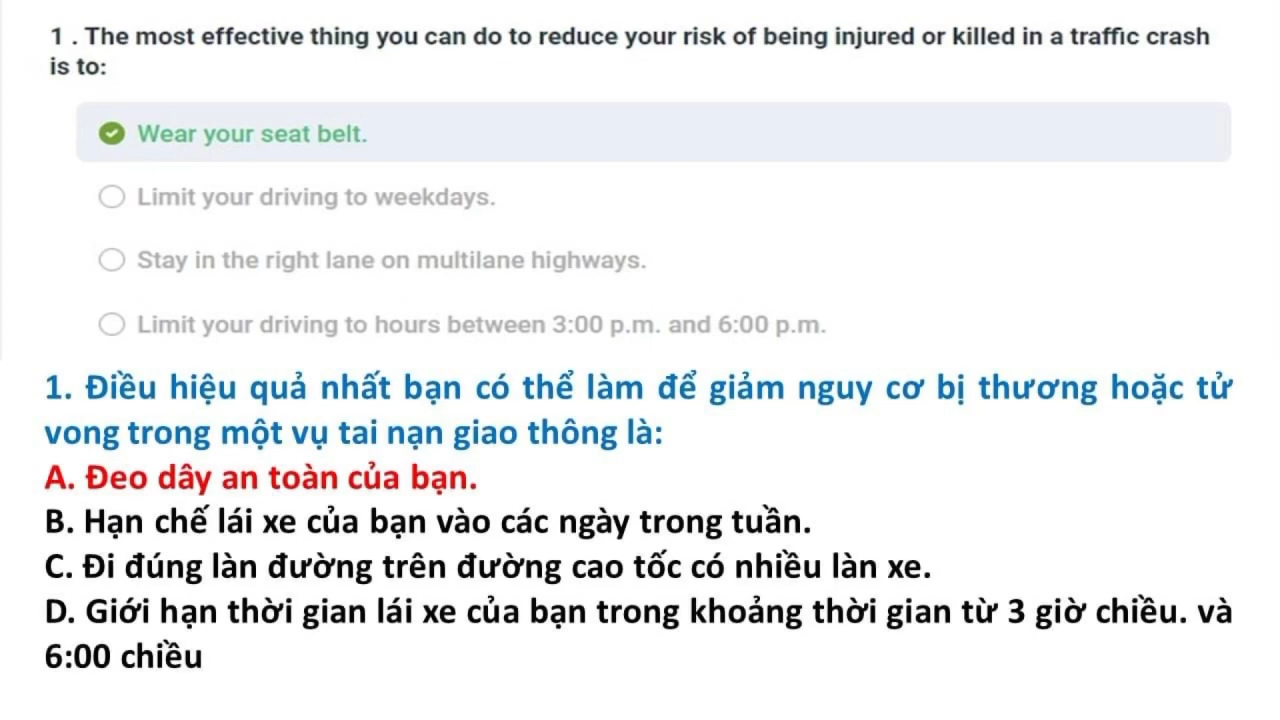 1 . The most effective thing you can do to reduce your risk of being injured or killed in a traffic crash
is to:
Wear your seat belt.
Limit your driving to weekdays.
Stay in the right lane on multilane highways.
Limit your driving to hours between 3:00 p.m. and 6:00 p.m.
1. Điều hiệu quả nhất bạn có thể làm để giảm nguy cơ bị thương hoặc tử
vong trong một vụ tai nạn giao thông là:
A. Đeo dây an toàn của bạn.
B. Hạn chế lái xe của bạn vào các ngày trong tuần.
C. Đi đúng làn đường trên đường cao tốc có nhiều làn xe.
D. Giới hạn thời gian lái xe của bạn trong khoảng thời gian từ 3 giờ chiều. và
6:00 chiều